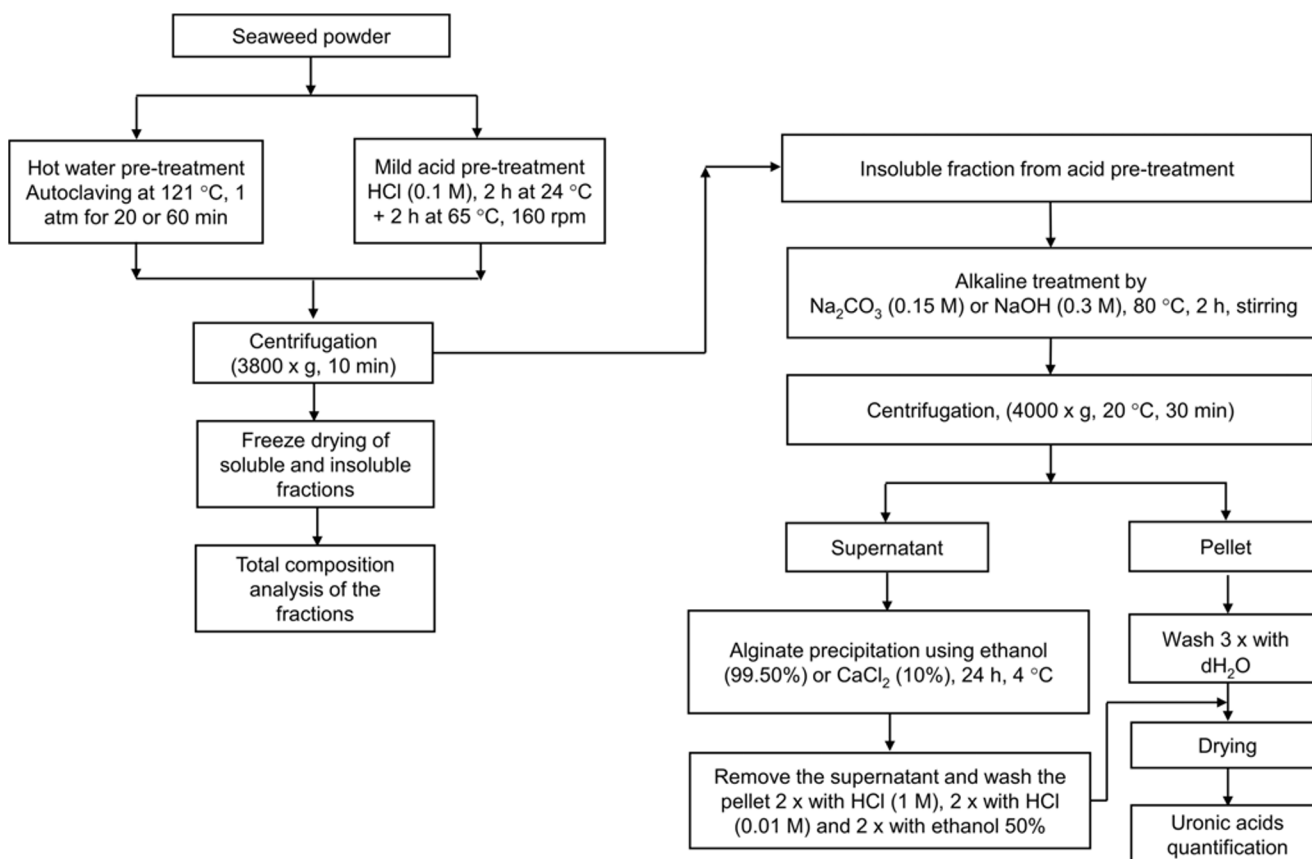 Seaweed powder
Hot water pre-treatment
Autoclaving at 121 °C, 1
atm for 20 or 60 min
Mild acid pre-treatment
HCl (0.1 M), 2 h at 24 °C
+ 2 h at 65 °C, 160 rpm
Centrifugation
(3800 x g, 10 min)
Freeze drying of
soluble and insoluble
fractions
Total composition
analysis of the
fractions
Insoluble fraction from acid pre-treatment
Alkaline treatment by
Na₂CO₃ (0.15 M) or NaOH (0.3 M), 80 °C, 2 h, stirring
Centrifugation, (4000 x g, 20 °C, 30 min)
Supernatant
Pellet
Alginate precipitation using ethanol
(99.50%) or CaCl₂ (10%), 24 h, 4 °C
Wash 3 x with
dH₂O
Remove the supernatant and wash the
pellet 2 x with HCl (1 M), 2 x with HCl
(0.01 M) and 2 x with ethanol 50%
Drying
Uronic acids
quantification